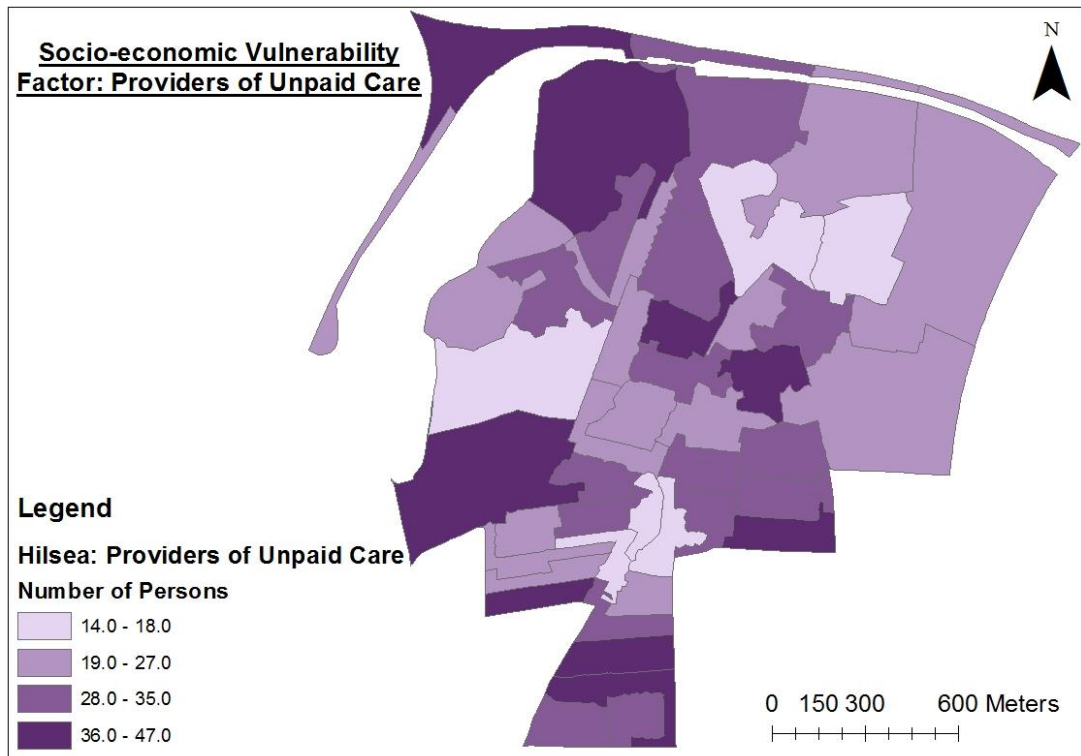 Socio-economic Vulnerability
Factor: Providers of Unpaid Care
N
Legend
Hilsea: Providers of Unpaid Care
Number of Persons
14.0 - 18.0
19.0 - 27.0
28.0 - 35.0
36.0 - 47.0
0 150 300 600 Meters